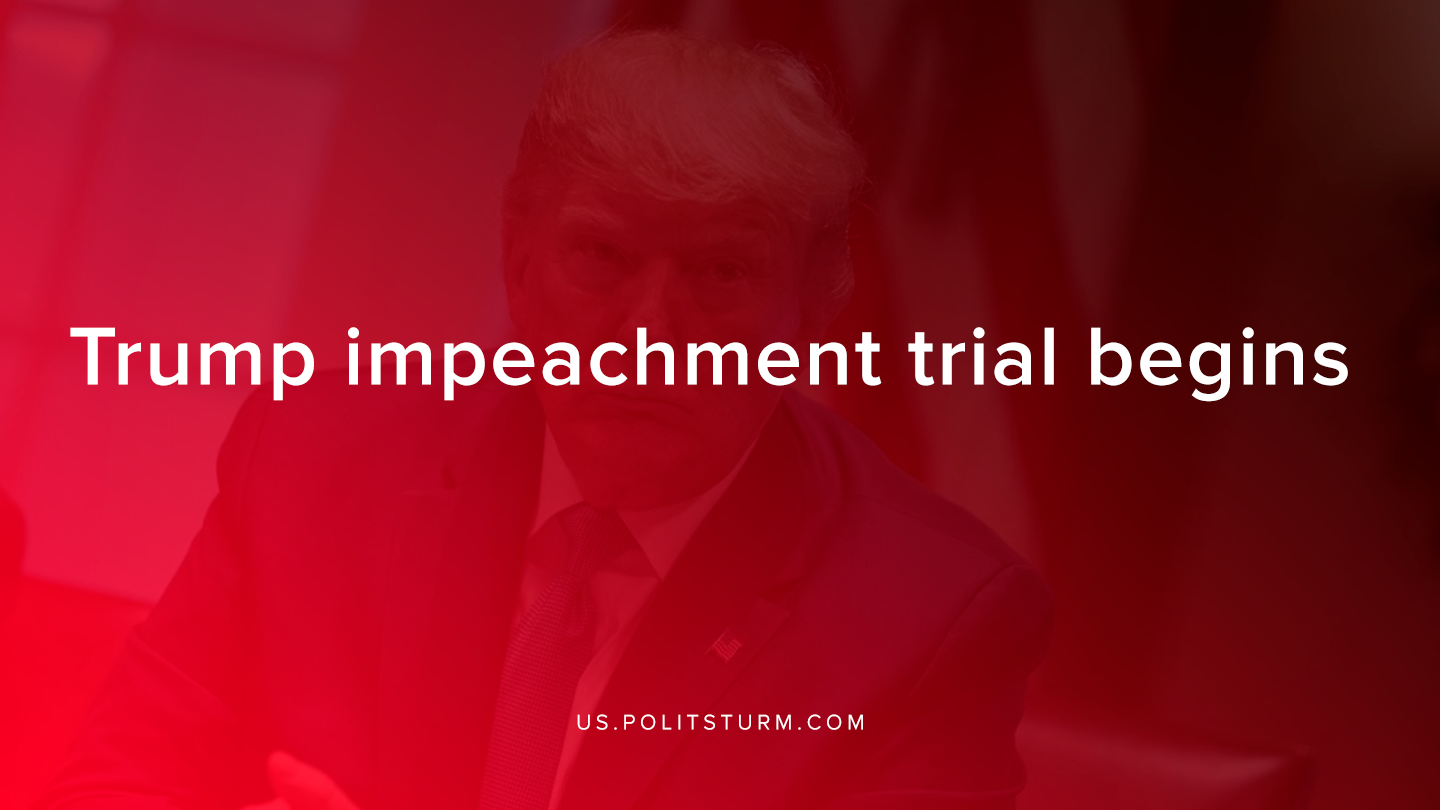 Trump impeachment trial begins
US.POLITSTURM.COM